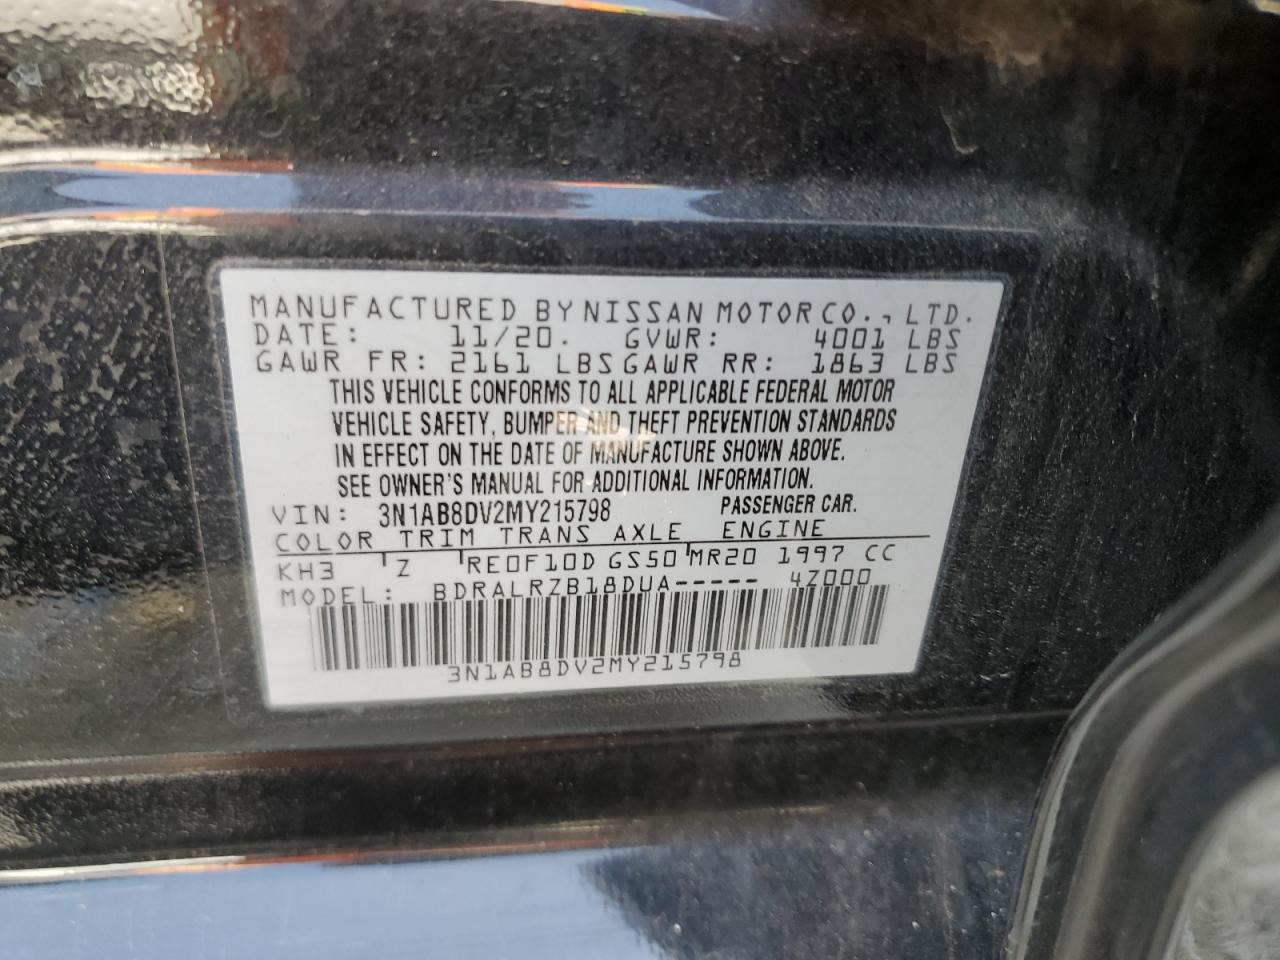 MANUFACTURED BY NISSAN MOTOR CO., LTD.
DATE: 11/20. GVWR: 4001 LBS
GAWR FR: 2161 LBS GAWR RR: 1863 LBS
THIS VEHICLE CONFORMS TO ALL APPLICABLE FEDERAL MOTOR
VEHICLE SAFETY, BUMPER AND THEFT PREVENTION STANDARDS
IN EFFECT ON THE DATE OF MANUFACTURE SHOWN ABOVE.
SEE OWNER'S MANUAL FOR ADDITIONAL INFORMATION.
VIN: 3N1AB8DV2MY215798 PASSENGER CAR.
COLOR TRIM TRANS AXLE ENGINE
KH3 Z RE0F10D GS50 MR20 1997 CC
MODEL: BDRALRZB18DUA----- 4Z000
3N1AB8DV2MY215798